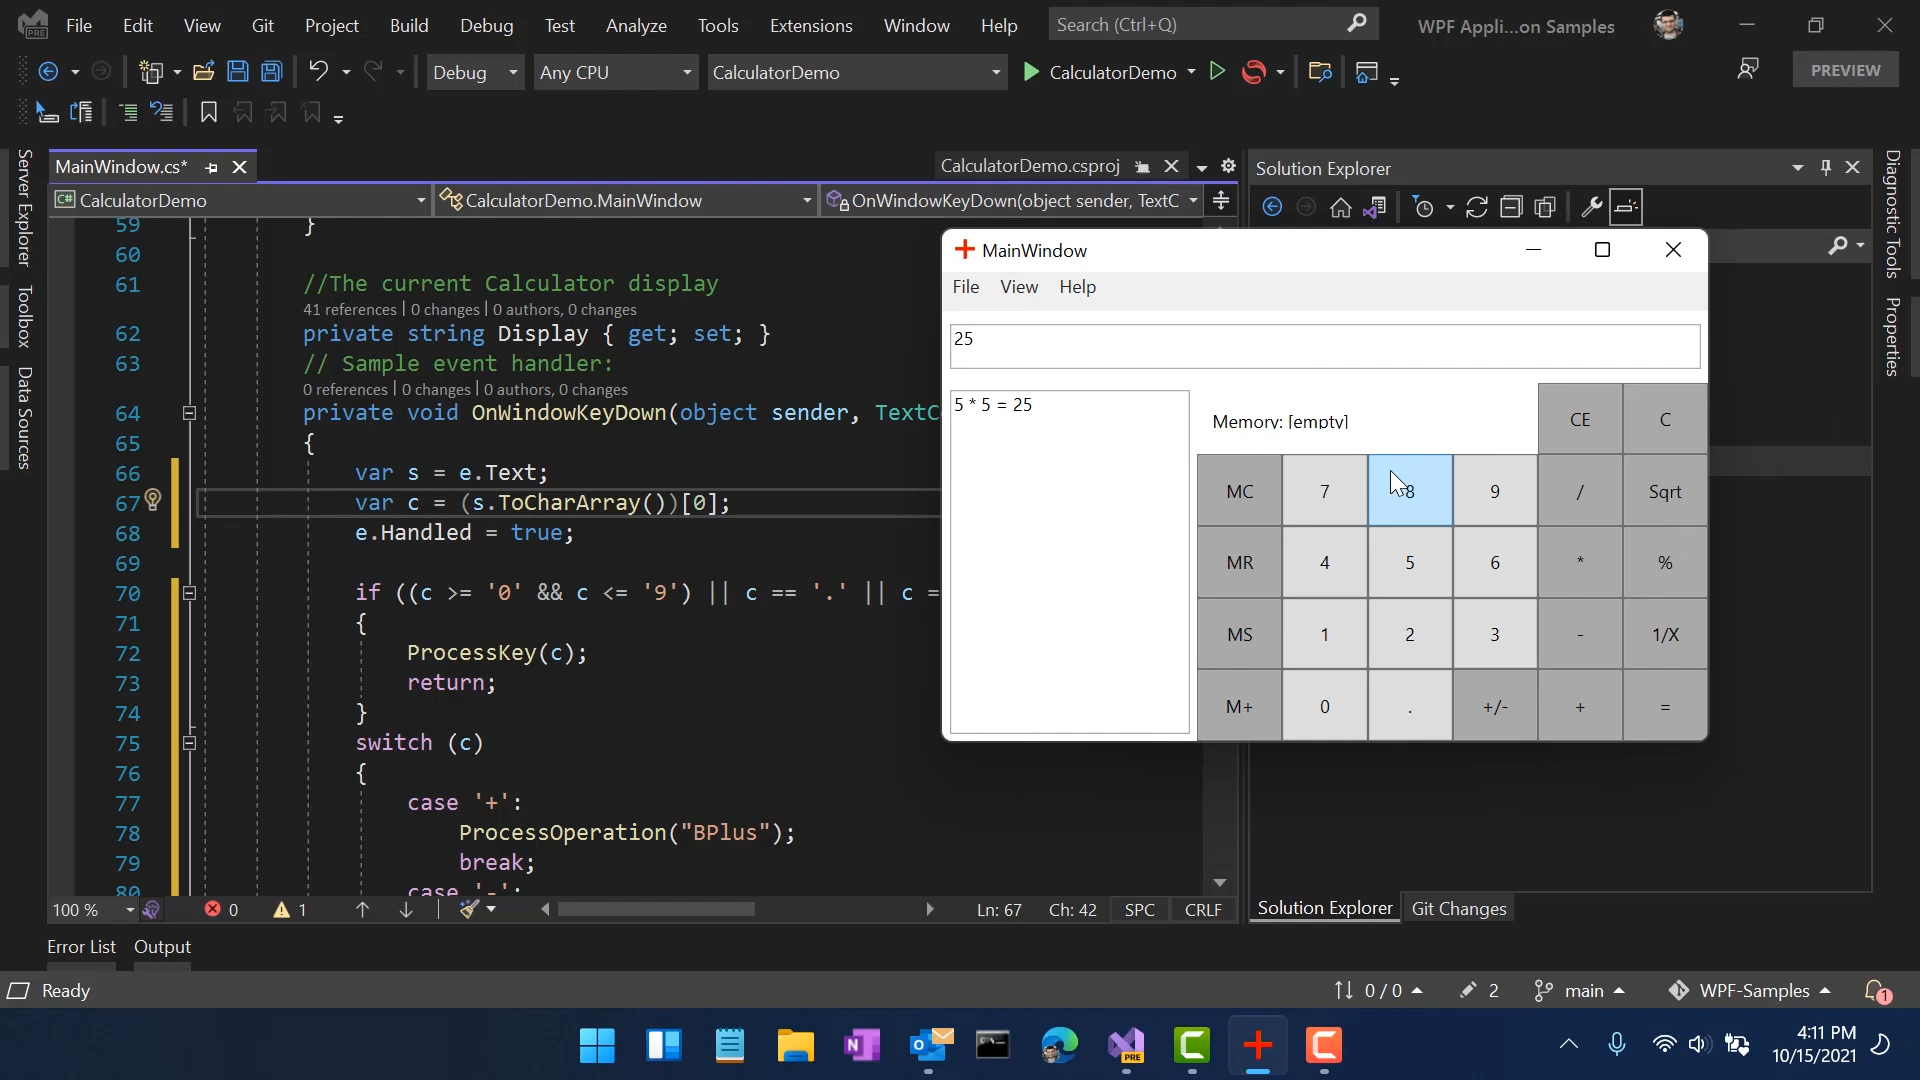 File Edit View Git Project Build Debug Test Analyze Tools Extensions Window Help Search (Ctrl+Q) WPF Appli...on Samples
PRE
Debug Any CPU CalculatorDemo CalculatorDemo PREVIEW
MainWindow.cs* CalculatorDemo.csproj
CalculatorDemo CalculatorDemo.MainWindow OnWindowKeyDown(object sender, TextC
Server Explorer
Toolbox
Data Sources
59 }
60
61 //The current Calculator display
41 references | 0 changes | 0 authors, 0 changes
62 private string Display { get; set; }
63 // Sample event handler:
0 references | 0 changes | 0 authors, 0 changes
64 private void OnWindowKeyDown(object sender, TextC
65 {
66 var s = e.Text;
67 var c = (s.ToCharArray())[0];
68 e.Handled = true;
69
70 if ((c >= '0' && c <= '9') || c == '.' || c =
71 {
72 ProcessKey(c);
73 return;
74 }
75 switch (c)
76 {
77 case '+':
78 ProcessOperation("BPlus");
79 break;
80 case '-':
100 % 0 1 Ln: 67 Ch: 42 SPC CRLF
Solution Explorer
MainWindow
File View Help
25
5 * 5 = 25
Memory: [empty]
CE C
MC 7 8 9 / Sqrt
MR 4 5 6 * %
MS 1 2 3 - 1/X
M+ 0 . +/- + =
Solution Explorer Git Changes
Diagnostic Tools
Properties
Error List Output
Ready 0 / 0 2 main WPF-Samples 1
N O PRE C C
4:11 PM
10/15/2021